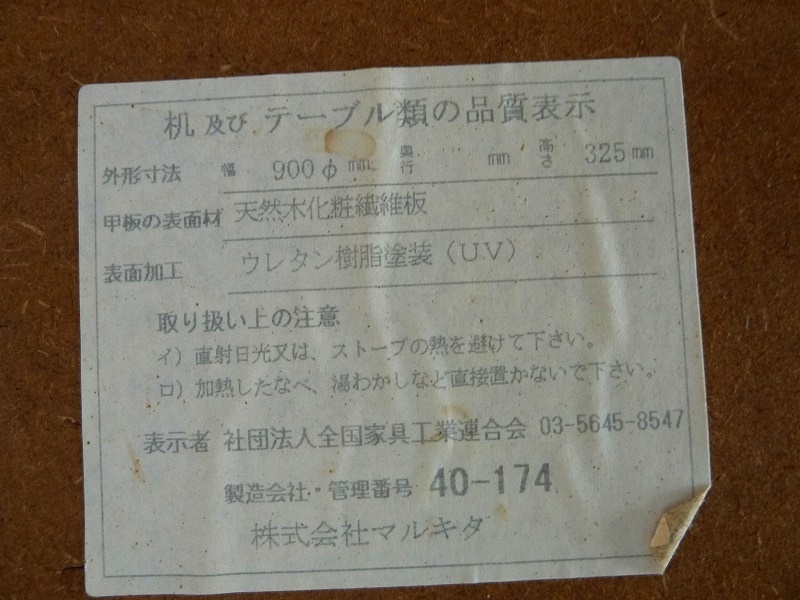 机及びテーブル類の品質表示
外形寸法 幅 900φ mm 奥行 mm 高さ 325mm
甲板の表面材 天然木化粧繊維板
表面加工 ウレタン樹脂塗装(UV)
取り扱い上の注意
イ)直射日光又は、ストーブの熱を避けて下さい。
ロ)加熱したなべ、湯わかしなど直接置かないで下さい。
表示者 社団法人全国家具工業連合会 03-5645-8547
製造会社・管理番号 40-174
株式会社マルキタ